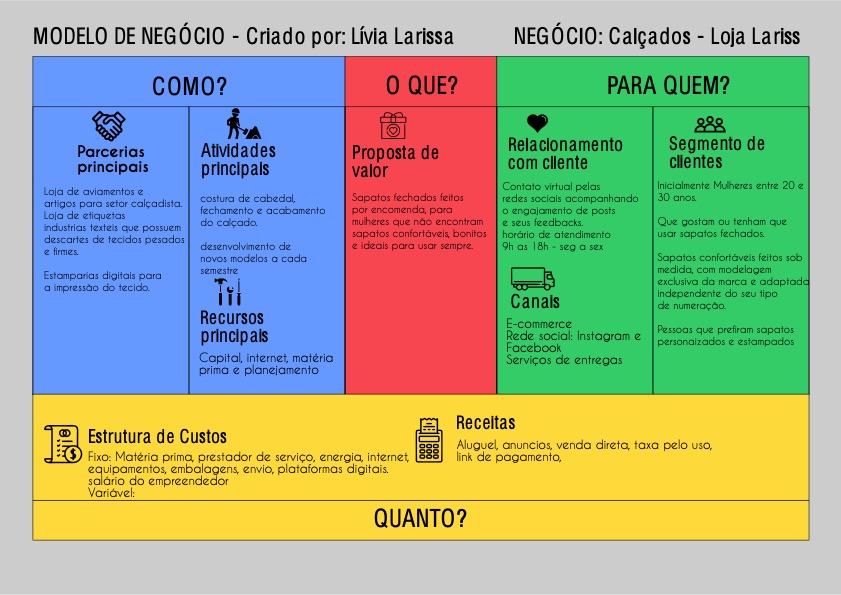 MODELO DE NEGÓCIO - Criado por: Lívia Larissa
NEGÓCIO: Calçados - Loja Lariss
COMO?
O QUE?
PARA QUEM?
Parcerias
principais
Loja de aviamentos e
artigos para setor calçadista.
Loja de etiquetas
industrias texteis que possuem
descartes de tecidos pesados
e firmes.
Estamparias digitais para
a impressão do tecido.
Atividades
principais
costura de cabedal,
fechamento e acabamento
do calçado.
desenvolvimento de
novos modelos a cada
semestre
Recursos
principais
Capital, internet, matéria
prima e planejamento
Proposta de
valor
Sapatos fechados feitos
por encomenda, para
mulheres que não encontram
sapatos confortáveis, bonitos
e ideais para usar sempre.
Relacionamento
com cliente
Contato virtual pelas
redes sociais acompanhando
o engajamento de posts
e seus feedbacks.
horário de atendimento
9h as 18h - seg a sex
Canais
E-commerce
Rede social: Instagram e
Facebook
Serviços de entregas
Segmento de
clientes
Inicialmente Mulheres entre 20 e
30 anos.
Que gostam ou tenham que
usar sapatos fechados.
Sapatos confortáveis feitos sob
medida, com modelagem
exclusiva da marca e adaptada
independente do seu tipo
de numeração.
Pessoas que prefiram sapatos
personaizados e estampados
Estrutura de Custos
Fixo: Matéria prima, prestador de serviço, energia, internet,
equipamentos, embalagens, envio, plataformas digitais.
salário do empreendedor
Variável:
Receitas
Aluguel, anuncios, venda direta, taxa pelo uso,
link de pagamento,
QUANTO?